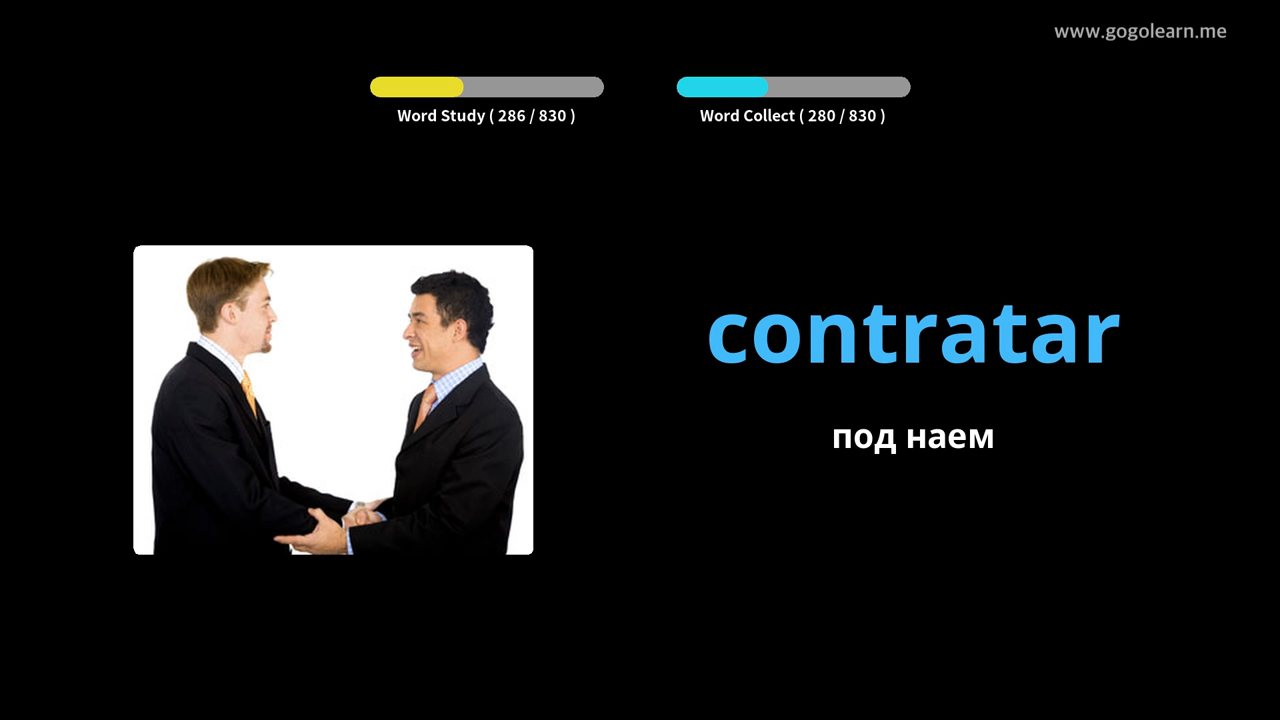 www.gogolearn.me
Word Study ( 286 / 830 )
Word Collect ( 280 / 830 )
contratar
под наем